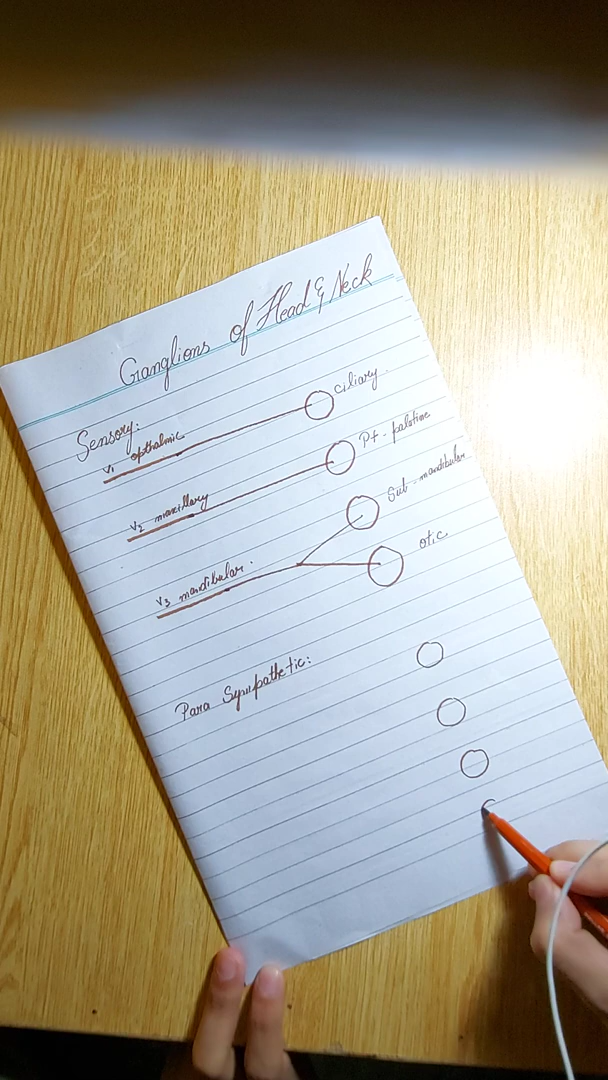 Ganglions of Head & Neck
Sensory:
V1 opthalmic
ciliary.
V2 maxillary
Pt - palatine
V3 mandibular.
Sub - mandibular
otic
Para Sympathetic: